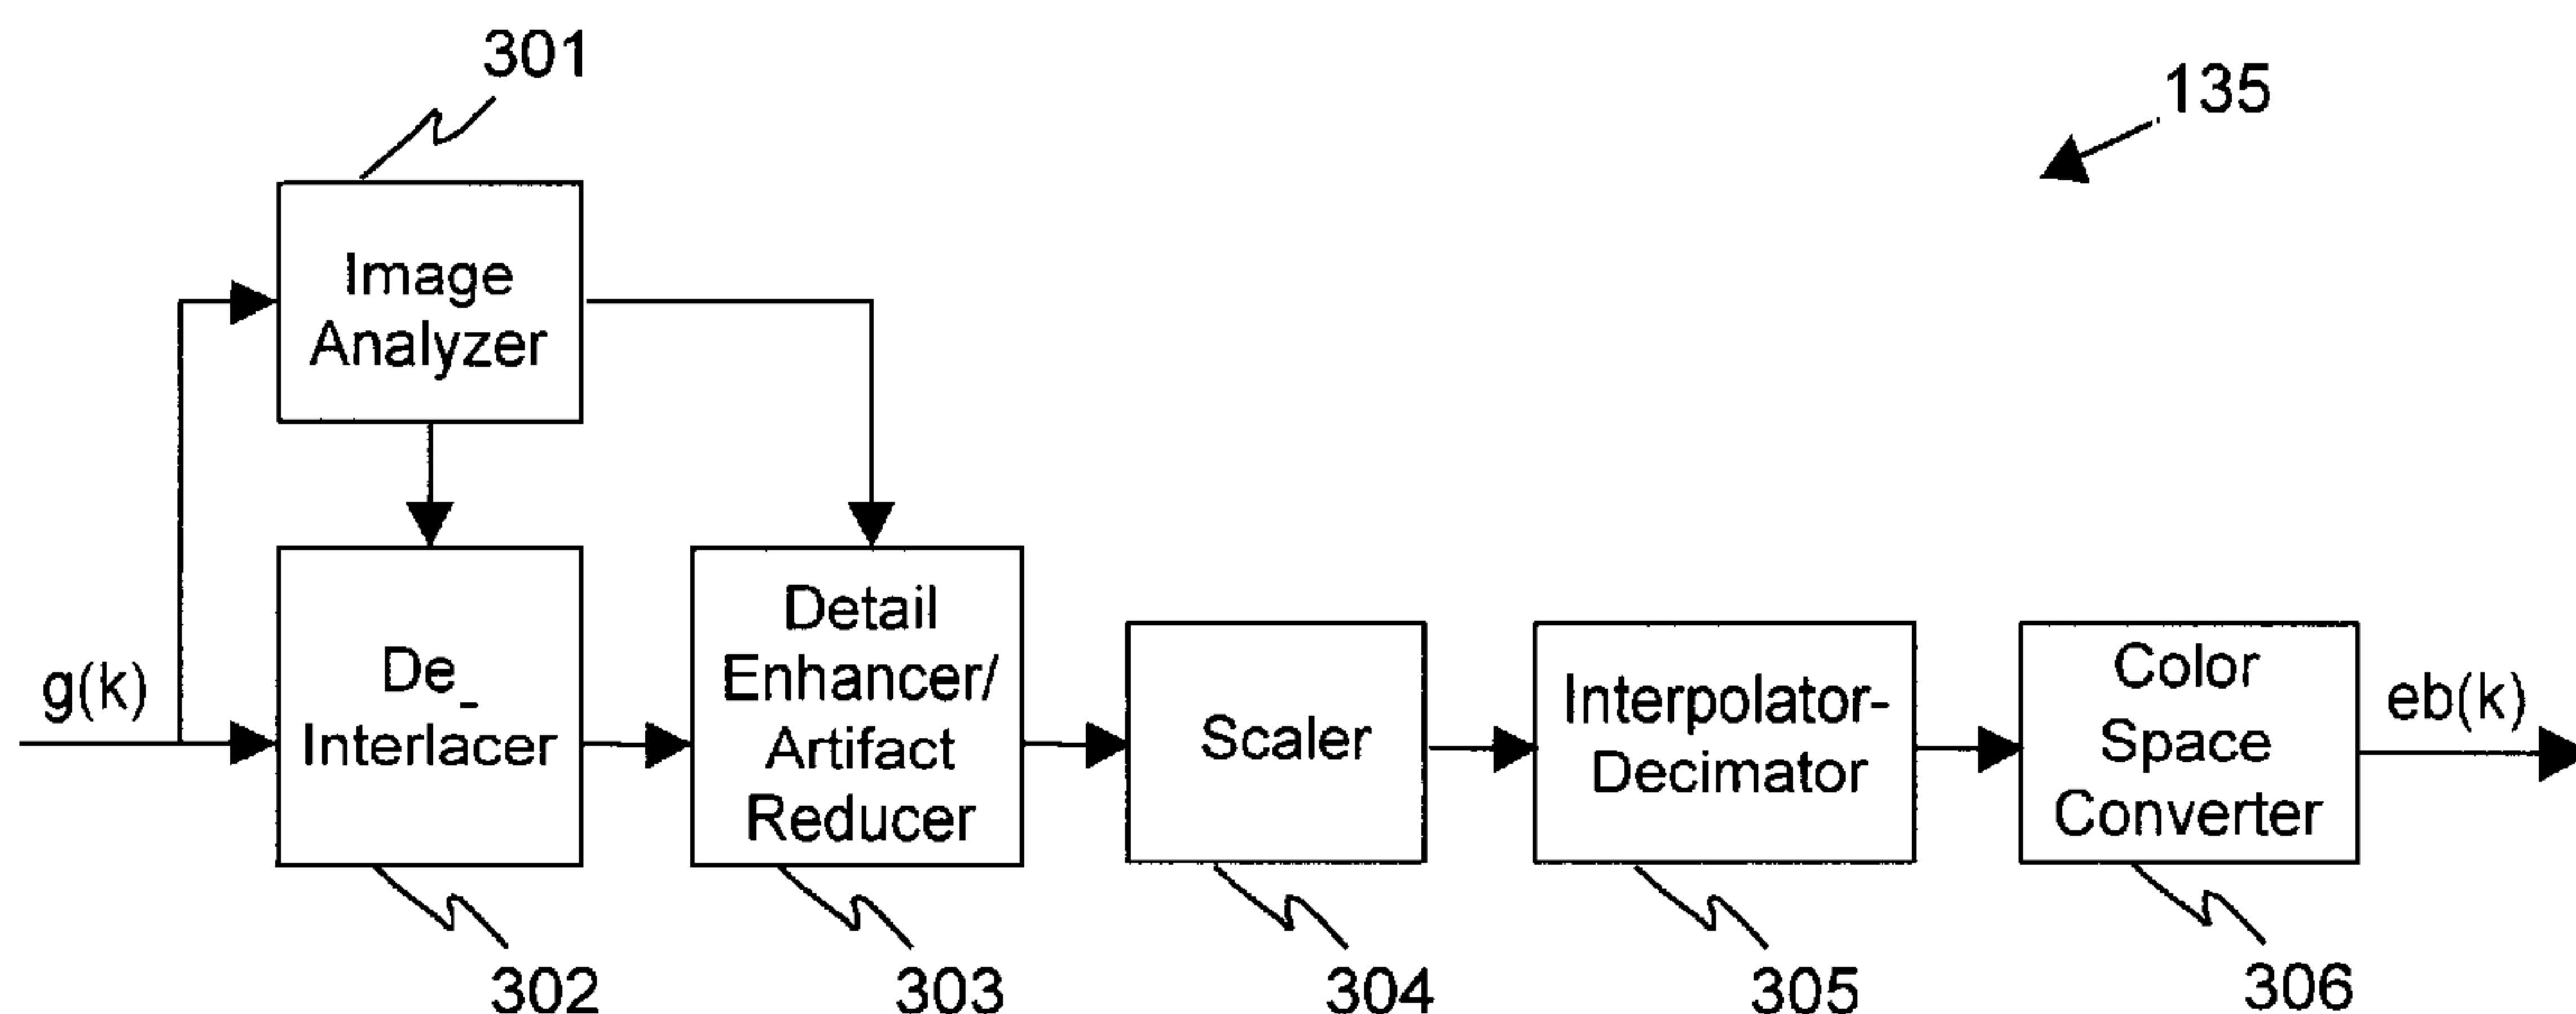 301
135
Image
Analyzer
g(k)
De_
Interlacer
Detail
Enhancer/
Artifact
Reducer
Scaler
Interpolator-
Decimator
Color
Space
Converter
eb(k)
302
303
304
305
306